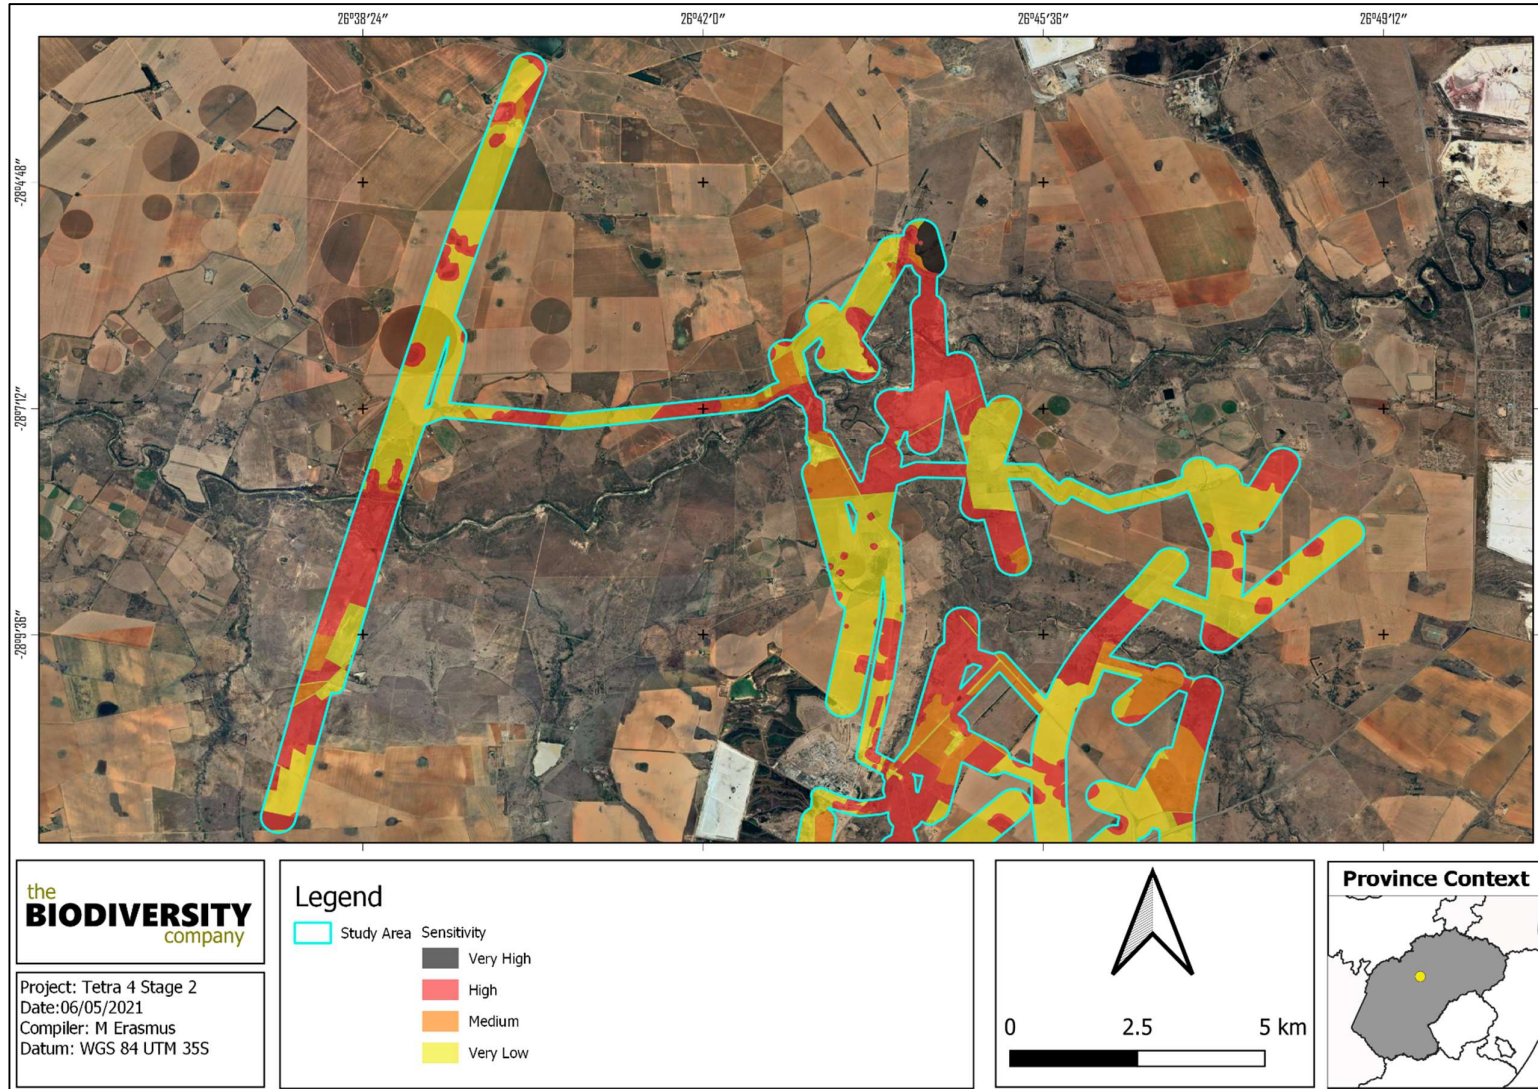 26°38'24"
26°42'0"
26°45'36"
26°49'12"
-28°4'48"
-28°7'12"
-28°9'36"
the
BIODIVERSITY
company
Project: Tetra 4 Stage 2
Date:06/05/2021
Compiler: M Erasmus
Datum: WGS 84 UTM 35S
Legend
Study Area
Sensitivity
Very High
High
Medium
Very Low
0 2.5 5 km
Province Context